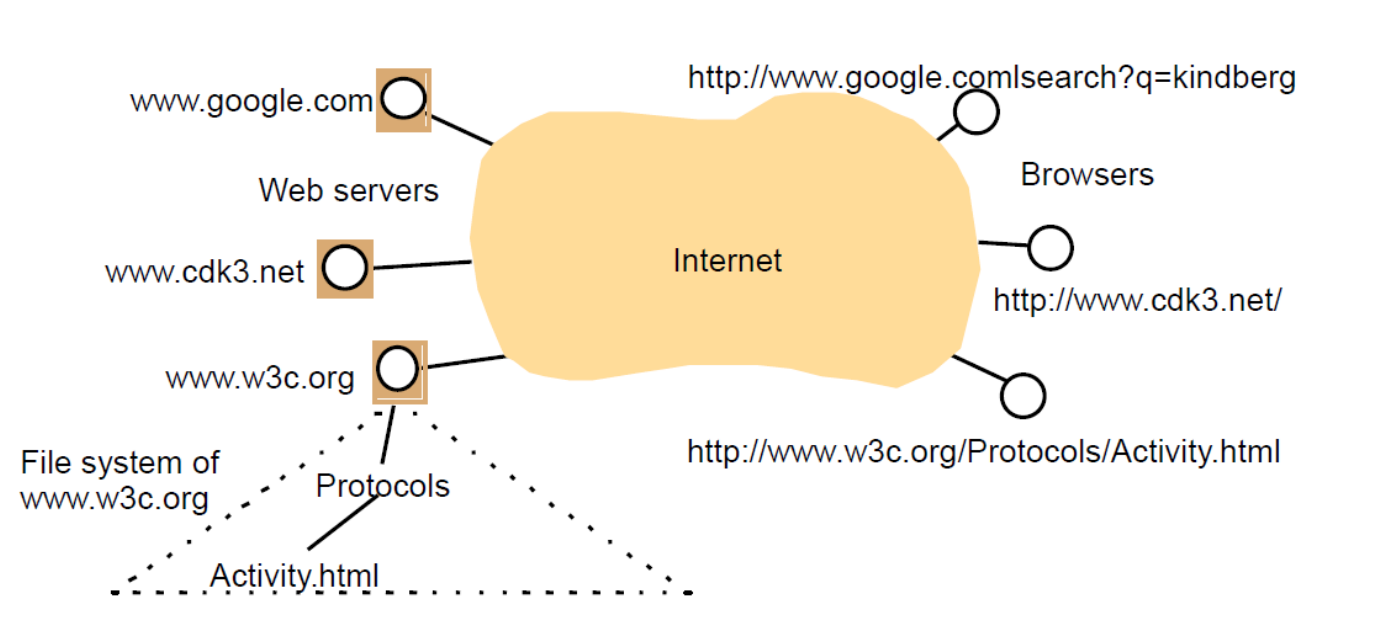 http://www.google.comlsearch?q=kindberg
www.google.com
Browsers
Web servers
Internet
www.cdk3.net
http://www.cdk3.net/
www.w3c.org
http://www.w3c.org/Protocols/Activity.html
File system of
www.w3c.org
Protocols
Activity.html